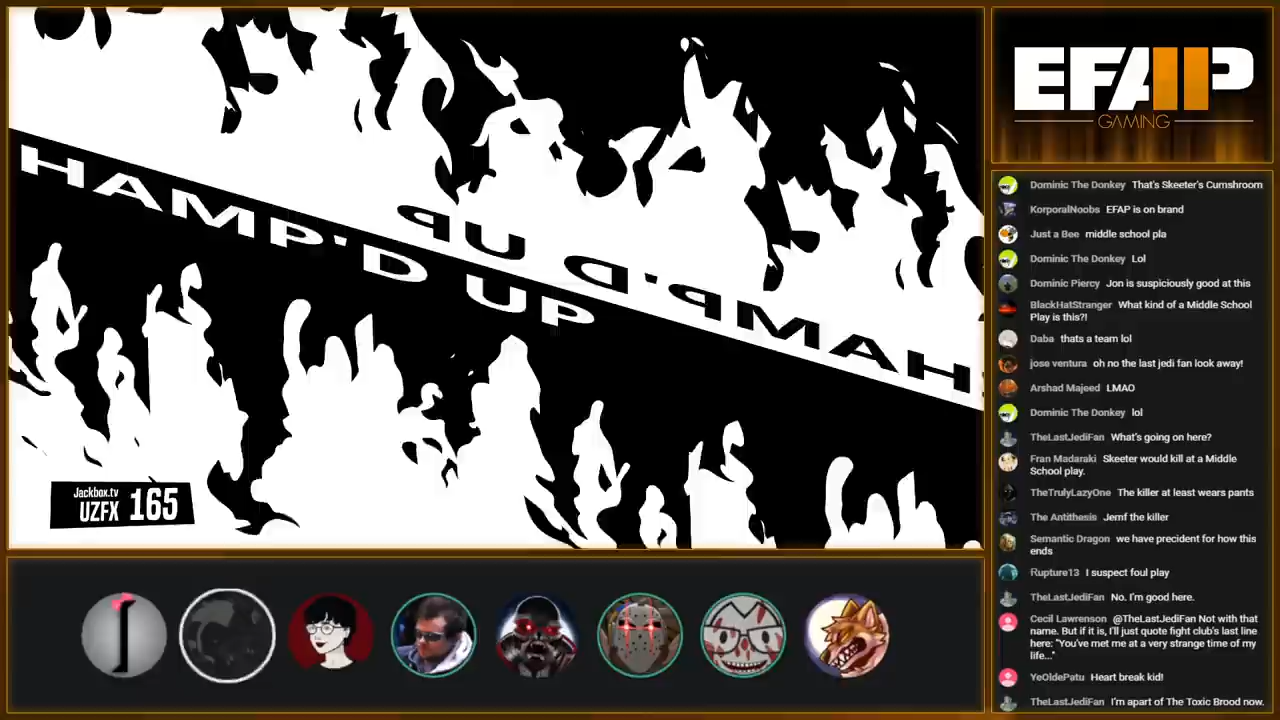 HAMP'D UP
HAMP'D UP
Jackbox.tv
UZFX 165
EFAP
GAMING
Dominic The Donkey That's Skeeter's Cumshroom
KorporalNoobs EFAP is on brand
Just a Bee middle school pla
Dominic The Donkey Lol
Dominic Piercy Jon is suspiciously good at this
BlackHatStranger What kind of a Middle School
Play is this?!
Daba thats a team lol
jose ventura oh no the last jedi fan look away!
Arshad Majeed LMAO
Dominic The Donkey lol
TheLastJediFan What's going on here?
Fran Madaraki Skeeter would kill at a Middle
School play.
TheTrulyLazyOne The killer at least wears pants
The Antithesis Jernf the killer
Semantic Dragon we have precident for how this
ends
Rupture13 I suspect foul play
TheLastJediFan No. I'm good here.
Cecil Lawrenson @TheLastJediFan Not with that
name. But if it is, I'll just quote fight club's last line
here: "You've met me at a very strange time of my
life..."
YeOldePatu Heart break kid!
TheLastJediFan I'm apart of The Toxic Brood now.